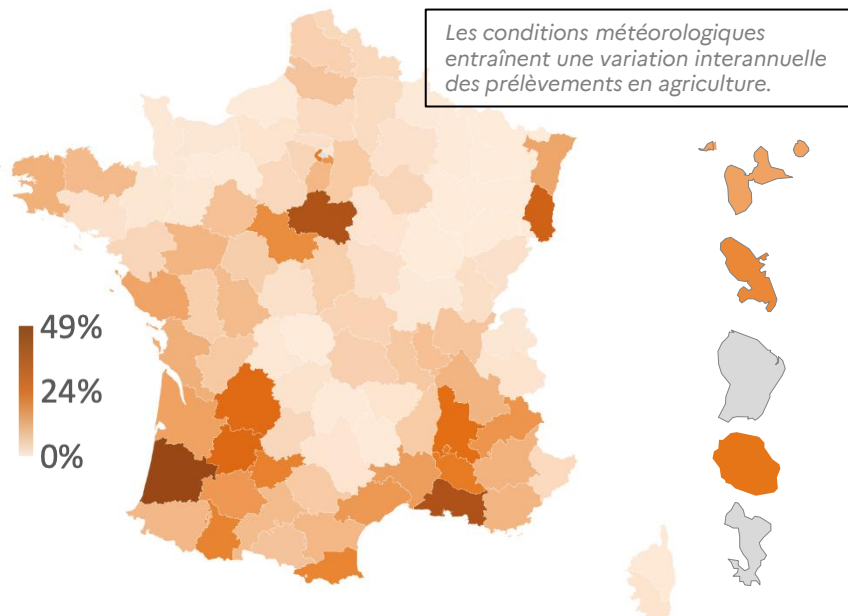 Les conditions météorologiques
entraînent une variation interannuelle
des prélèvements en agriculture.
49%
24%
0%